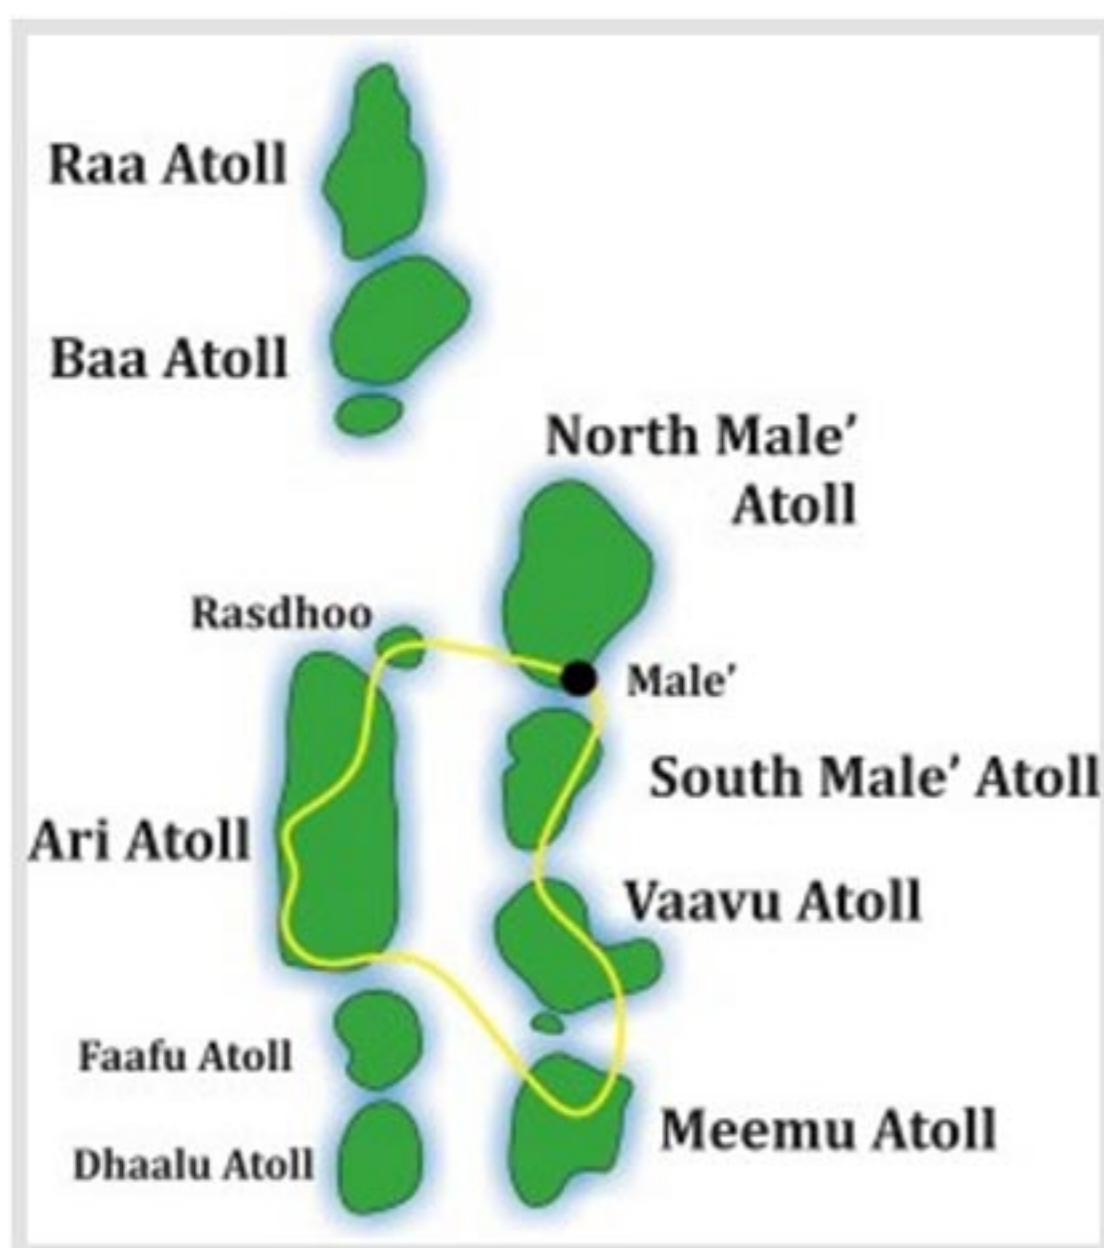 Raa Atoll
Baa Atoll
North Male′
Atoll
Rasdhoo
Male′
South Male′ Atoll
Ari Atoll
Vaavu Atoll
Faafu Atoll
Meemu Atoll
Dhaalu Atoll